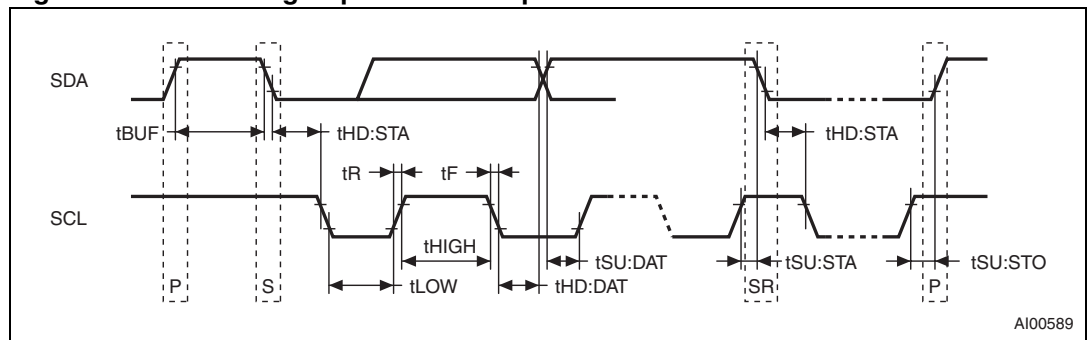 SDA
tBUF
tHD:STA
tHD:STA
tR
tF
SCL
tHIGH
tSU:DAT
tSU:STA
tSU:STO
P
S
tLOW
tHD:DAT
SR
P
AI00589